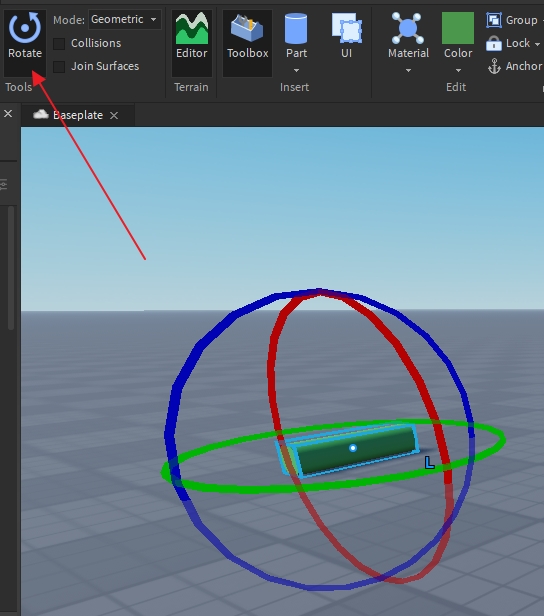 Mode: Geometric
Rotate
Collisions
Join Surfaces
Tools
Editor
Terrain
Toolbox
Part
UI
Insert
Material
Color
Group
Lock
Anchor
Edit
Baseplate
L